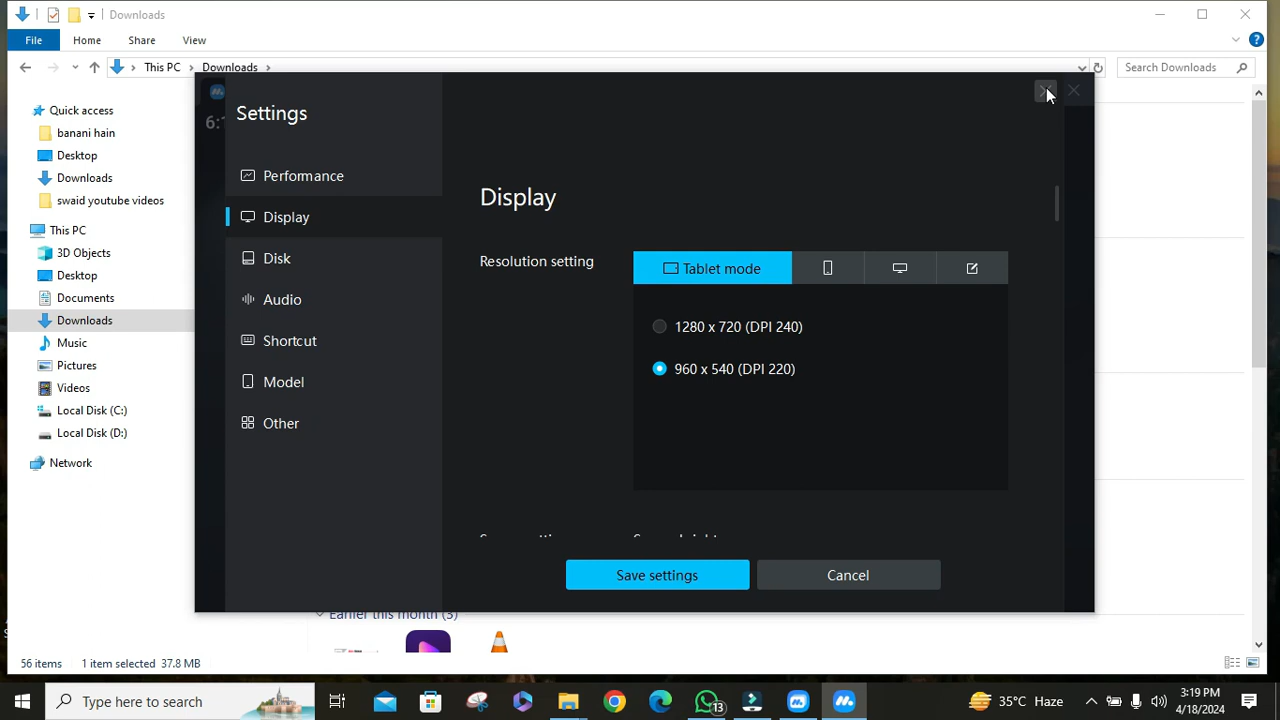 Downloads
File Home Share View
This PC > Downloads >
Search Downloads
Quick access
banani hain
Desktop
Downloads
swaid youtube videos
This PC
3D Objects
Desktop
Documents
Downloads
Music
Pictures
Videos
Local Disk (C:)
Local Disk (D:)
Network
6:1
Settings
Performance
Display
Disk
Audio
Shortcut
Model
Other
Display
Resolution setting
Tablet mode
1280 x 720 (DPI 240)
960 x 540 (DPI 220)
Save settings
Cancel
Earlier this month (3)
56 items 1 item selected 37.8 MB
Type here to search
13
35°C Haze
3:19 PM
4/18/2024